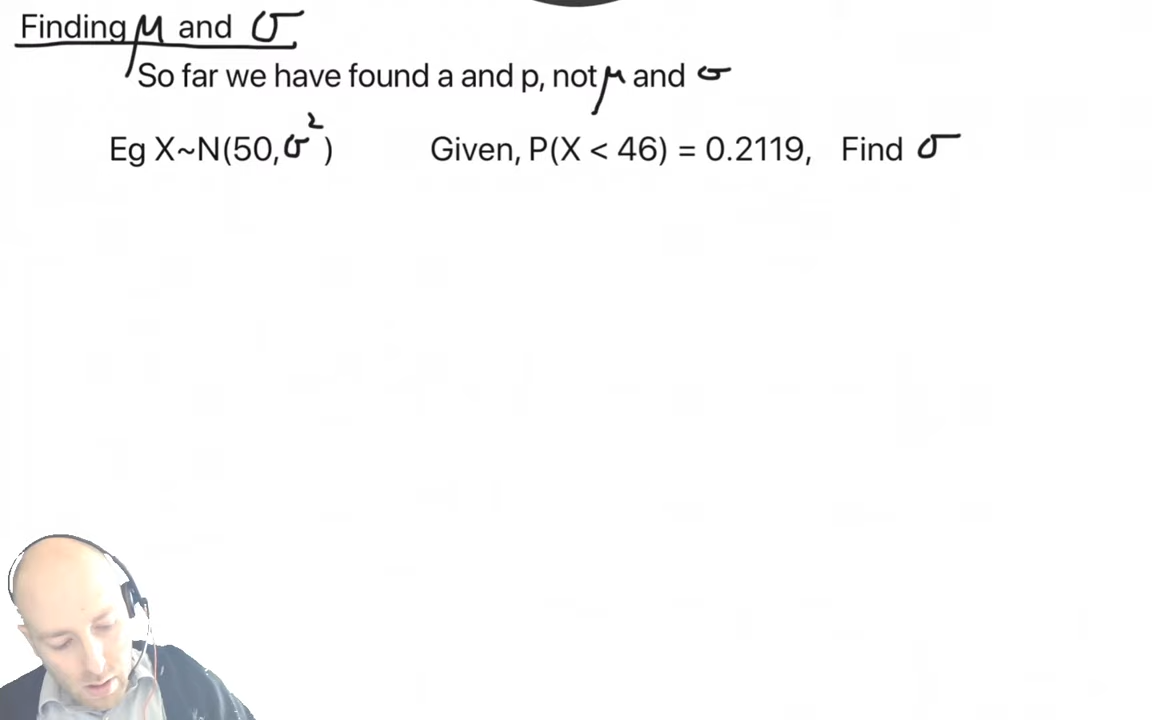 Finding μ and σ
So far we have found a and p, not μ and σ
Eg X~N(50,σ²) Given, P(X < 46) = 0.2119, Find σ